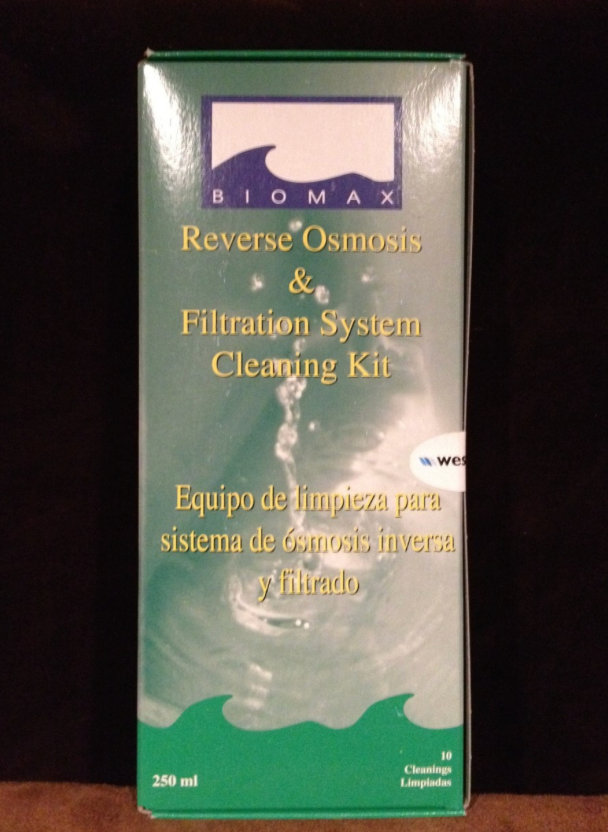 BIOMAX
Reverse Osmosis
&
Filtration System
Cleaning Kit
Equipo de limpieza para
sistema de ósmosis inversa
y filtrado
250 ml
10
Cleanings
Limpiadas